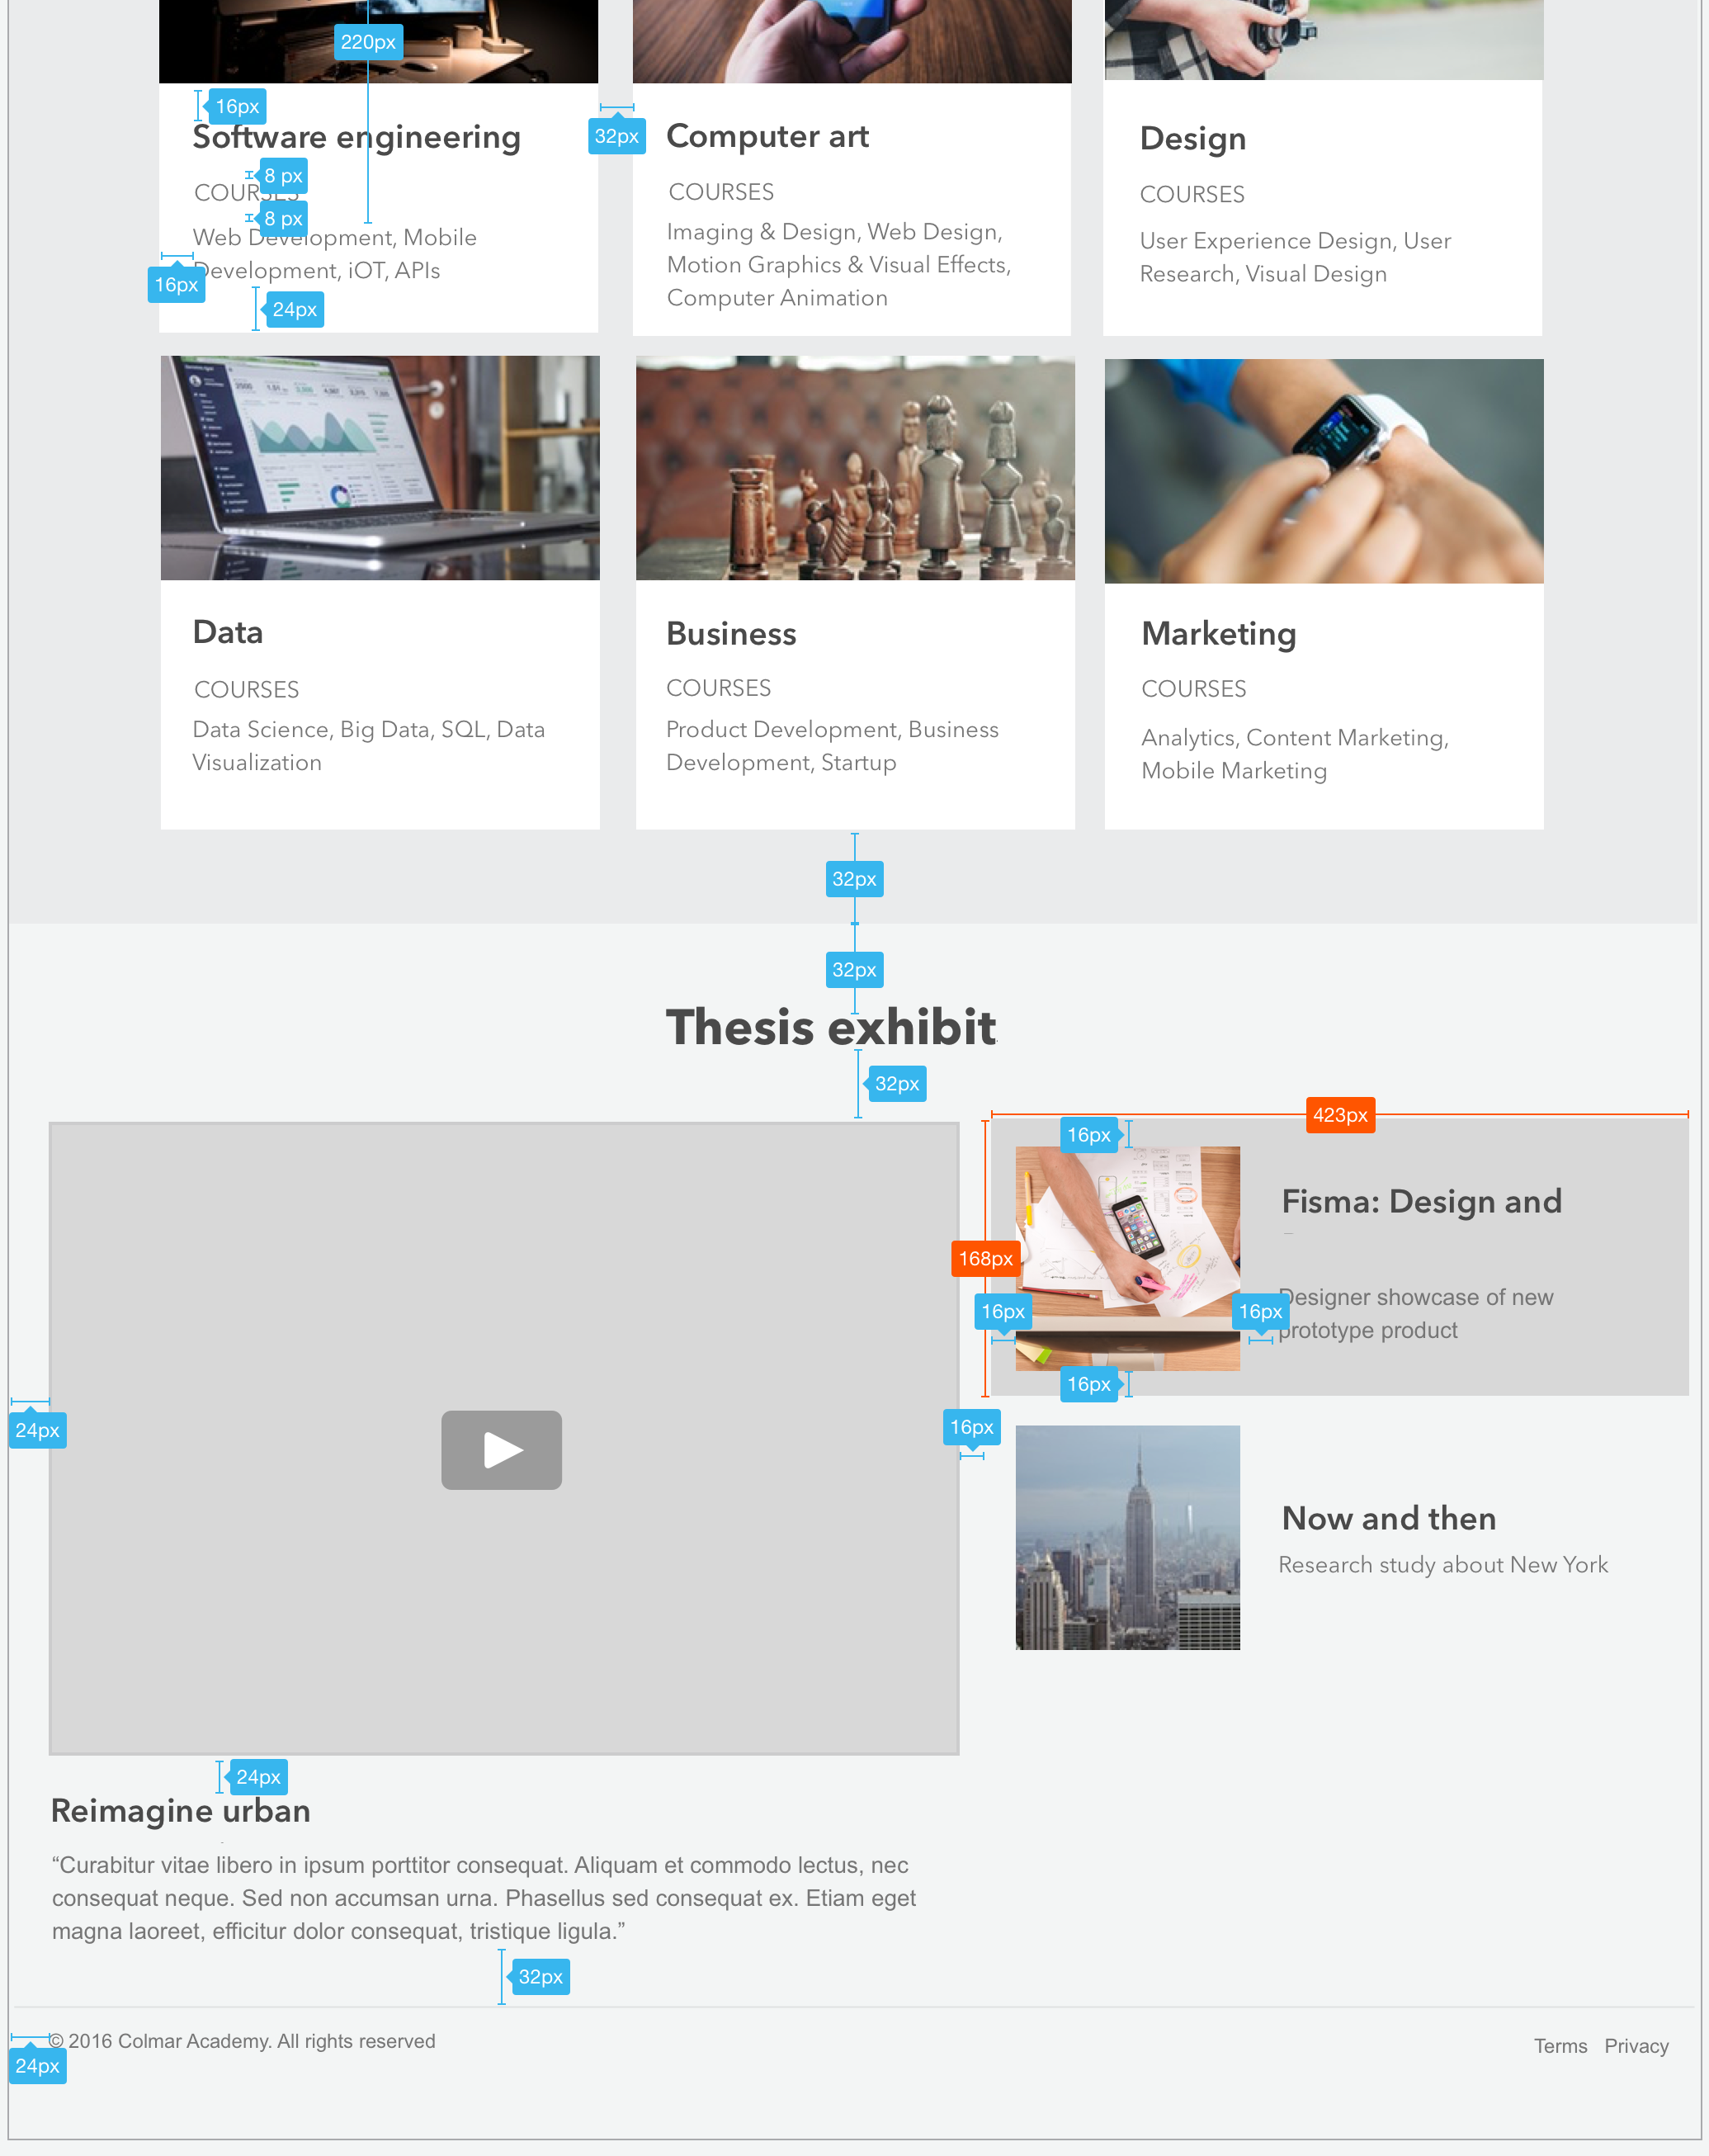 220px
16px
Software engineering
8 px
COURSES
8 px
Web Development, Mobile
Development, iOT, APIs
16px
24px
32px
Computer art
COURSES
Imaging & Design, Web Design,
Motion Graphics & Visual Effects,
Computer Animation
Design
COURSES
User Experience Design, User
Research, Visual Design
Data
COURSES
Data Science, Big Data, SQL, Data
Visualization
Business
COURSES
Product Development, Business
Development, Startup
Marketing
COURSES
Analytics, Content Marketing,
Mobile Marketing
32px
32px
Thesis exhibit
32px
423px
16px
168px
Fisma: Design and
16px
16px
Designer showcase of new
prototype product
16px
24px
16px
Now and then
Research study about New York
24px
Reimagine urban
“Curabitur vitae libero in ipsum porttitor consequat. Aliquam et commodo lectus, nec
consequat neque. Sed non accumsan urna. Phasellus sed consequat ex. Etiam eget
magna laoreet, efficitur dolor consequat, tristique ligula.”
32px
© 2016 Colmar Academy. All rights reserved
24px
Terms Privacy